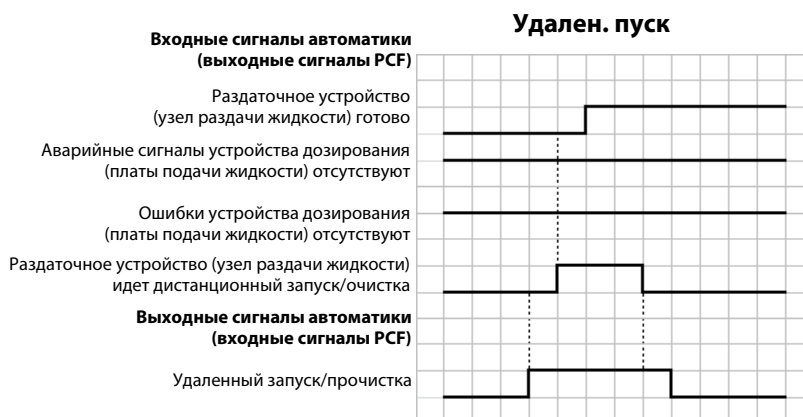 Удален. пуск
Входные сигналы автоматики
(выходные сигналы PCF)
Раздаточное устройство
(узел раздачи жидкости) готово
Аварийные сигналы устройства дозирования
(платы подачи жидкости) отсутствуют
Ошибки устройства дозирования
(платы подачи жидкости) отсутствуют
Раздаточное устройство (узел раздачи жидкости)
идет дистанционный запуск/очистка
Выходные сигналы автоматики
(входные сигналы PCF)
Удаленный запуск/прочистка